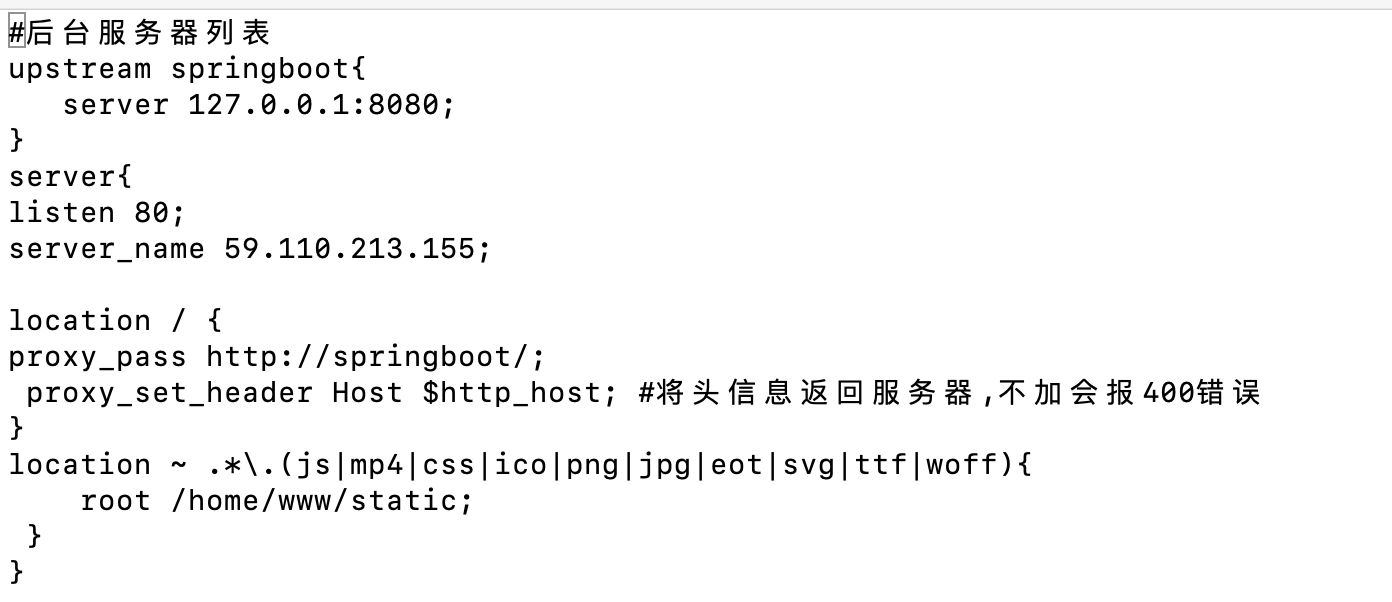 #后台服务器列表
upstream springboot{
   server 127.0.0.1:8080;
}
server{
listen 80;
server_name 59.110.213.155;

location / {
proxy_pass http://springboot/;
 proxy_set_header Host $http_host; #将头信息返回服务器,不加会报400错误
}
location ~ .*\.(js|mp4|css|ico|png|jpg|eot|svg|ttf|woff){
    root /home/www/static;
 }
}